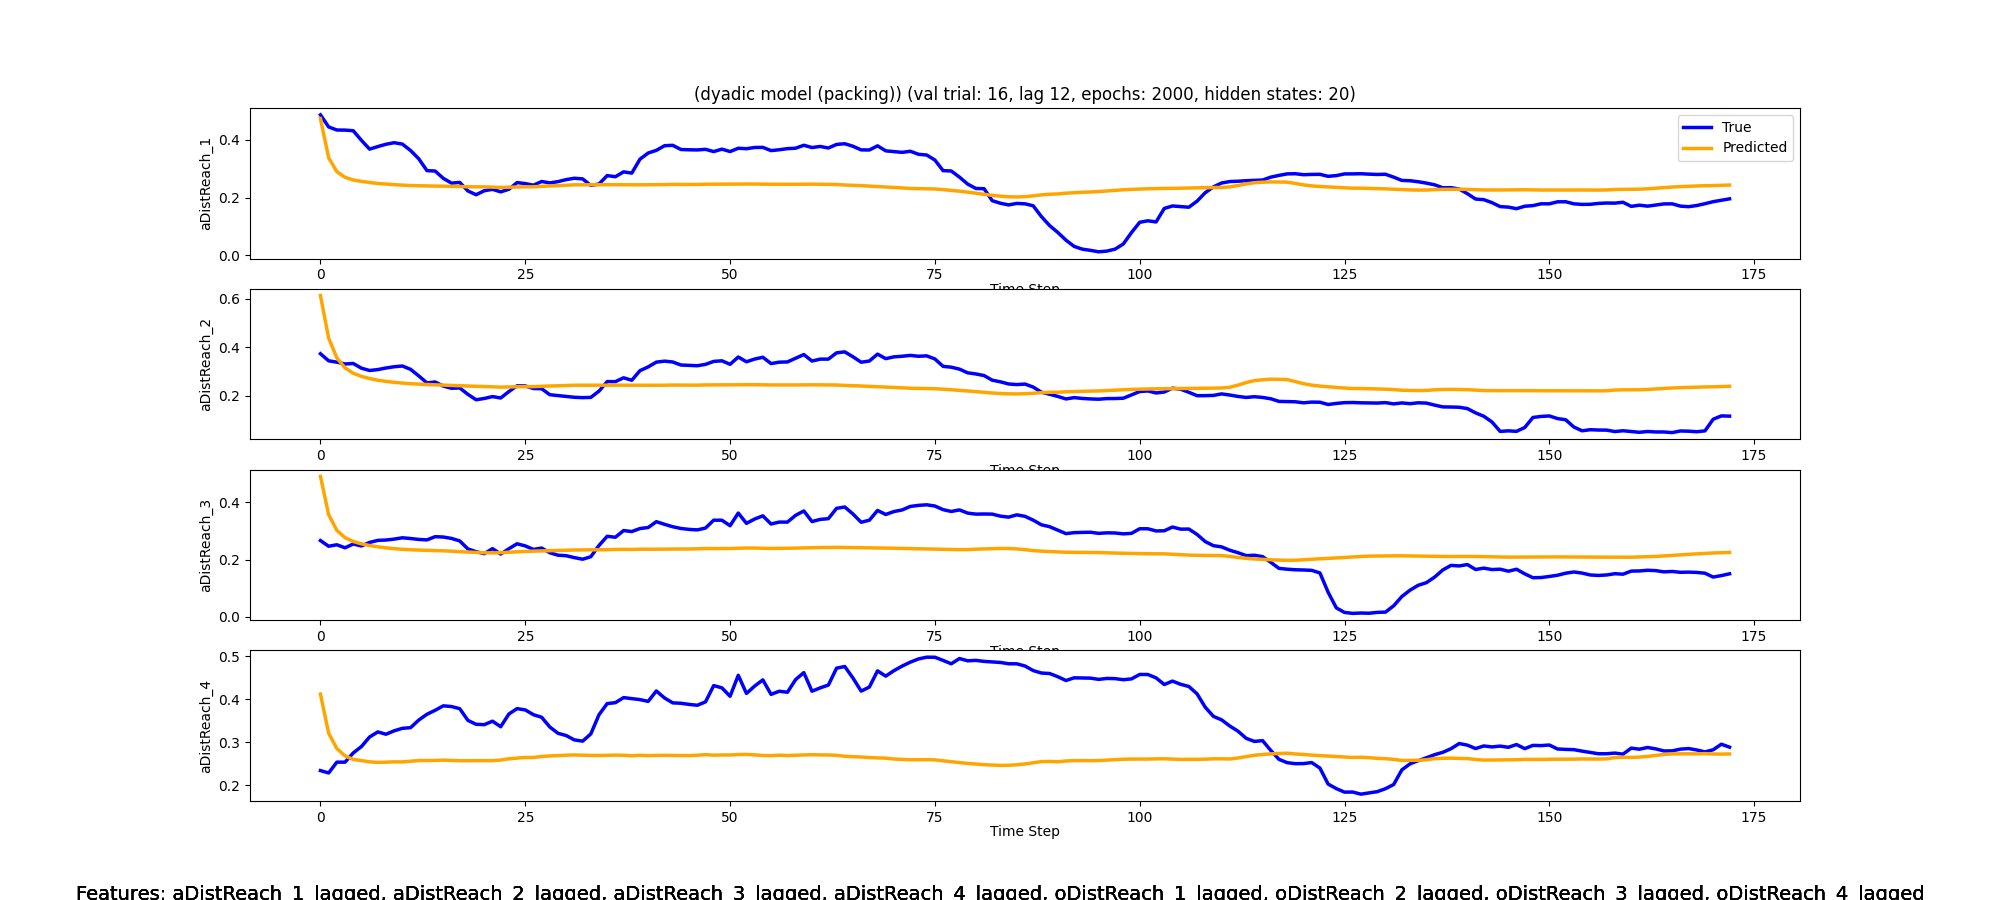 (dyadic model (packing)) (val trial: 16, lag 12, epochs: 2000, hidden states: 20)
aDistReach_1
0.4
0.2
0.0
True
Predicted
0 25 50 75 100 125 150 175
Time Step
aDistReach_2
0.6
0.4
0.2
0 25 50 75 100 125 150 175
Time Step
aDistReach_3
0.4
0.2
0.0
0 25 50 75 100 125 150 175
Time Step
aDistReach_4
0.5
0.4
0.3
0.2
0 25 50 75 100 125 150 175
Time Step
Features: aDistReach_1_lagged, aDistReach_2_lagged, aDistReach_3_lagged, aDistReach_4_lagged, oDistReach_1_lagged, oDistReach_2_lagged, oDistReach_3_lagged, oDistReach_4_lagged